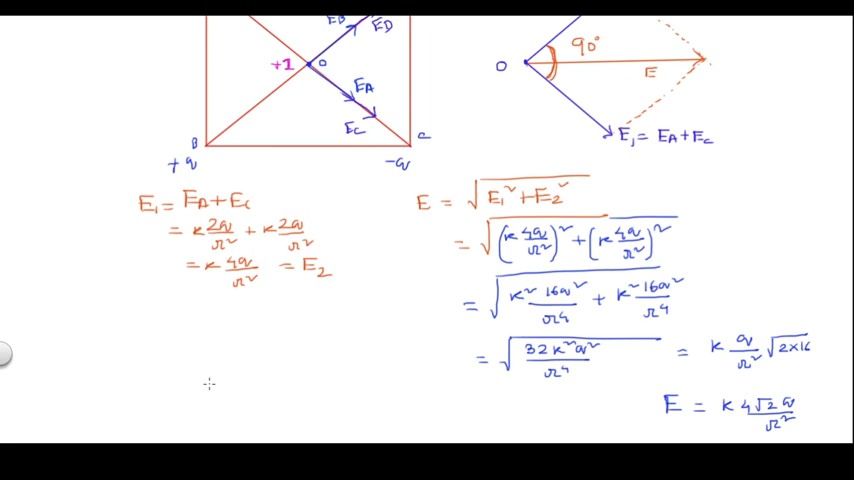 EB
ED
90°
+1
O
O
E
EA
EC
E₁ = EA+EC
B
C
+q
-q
E₁ = EA+EC
= K 2q/r² + K 2q/r²
= K 4q/r² = E₂
E = √(E₁² + E₂²)
= √((K 4q/r²)² + (K 4q/r²)²)
= √(K² 16q²/r⁴ + K² 16q²/r⁴)
= √(32K²q²/r⁴) = K q/r² √(2×16)
E = K 4√2 q/r²